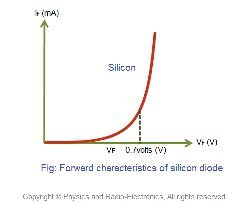 IF (mA)
Silicon
VF - 0.7volts (V)
VF (V)
Fig: Forward characteristics of silicon diode
Copyright © Physics and Radio-Electronics, All rights reserved